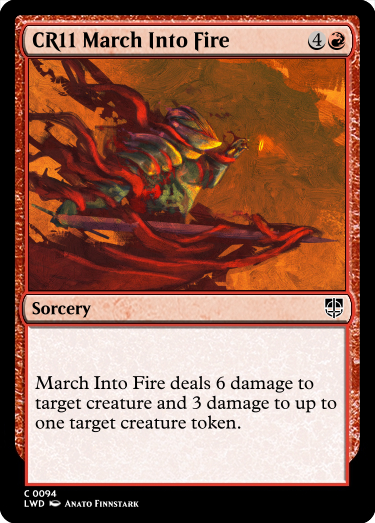 CR11 March Into Fire 4
Sorcery
March Into Fire deals 6 damage to
target creature and 3 damage to up to
one target creature token.
C 0094
LWD Anato Finnstark